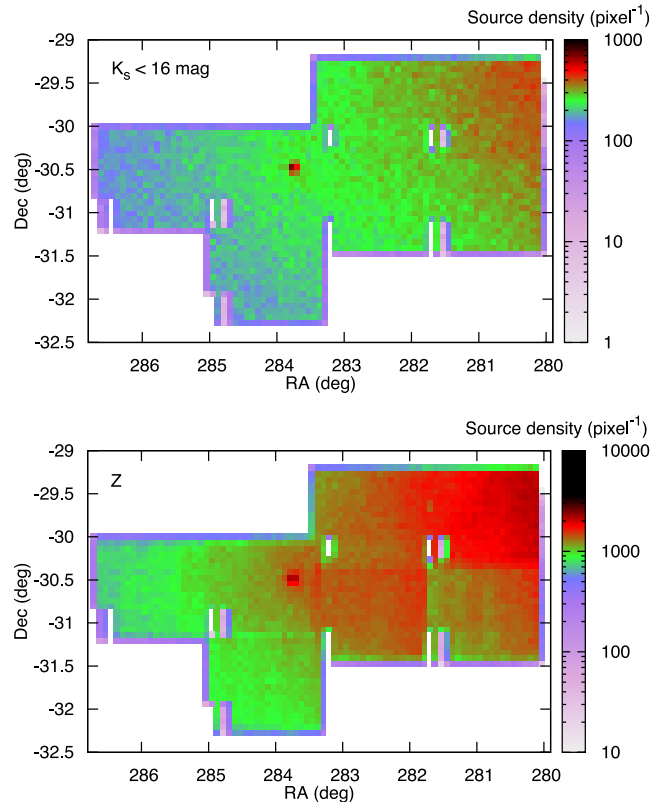 Source density (pixel⁻¹)
Kₛ < 16 mag
-29
-29.5
-30
-30.5
-31
-31.5
-32
-32.5
Dec (deg)
286 285 284 283 282 281 280
RA (deg)
1000
100
10
1
Source density (pixel⁻¹)
Z
-29
-29.5
-30
-30.5
-31
-31.5
-32
-32.5
Dec (deg)
286 285 284 283 282 281 280
RA (deg)
10000
1000
100
10